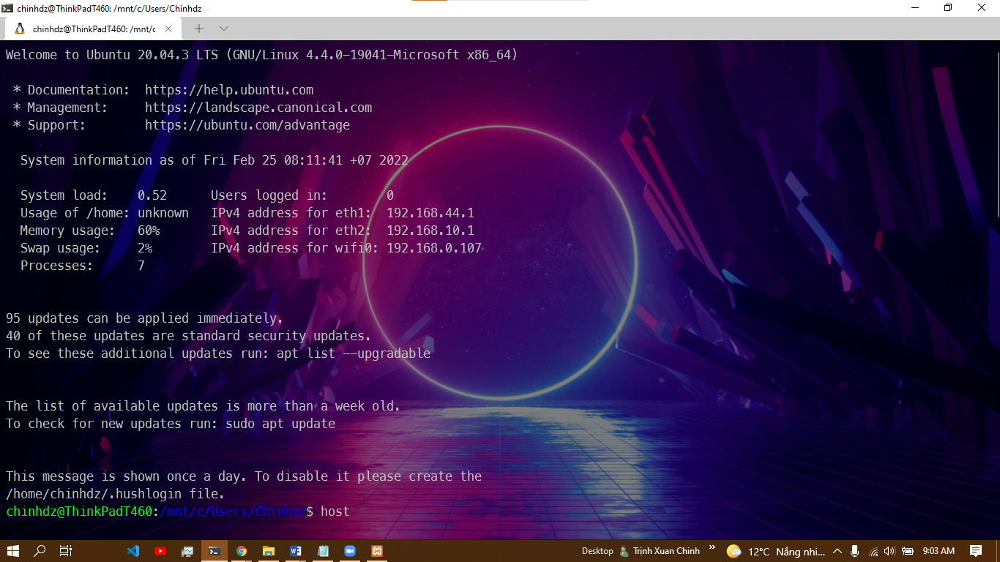 chinhdz@ThinkPadT460: /mnt/c/Users/Chinhdz
chinhdz@ThinkPadT460: /mnt/c
Welcome to Ubuntu 20.04.3 LTS (GNU/Linux 4.4.0-19041-Microsoft x86_64)
* Documentation:  https://help.ubuntu.com
* Management:     https://landscape.canonical.com
* Support:        https://ubuntu.com/advantage
System information as of Fri Feb 25 08:11:41 +07 2022
System load:    0.52      Users logged in:        0
Usage of /home: unknown   IPv4 address for eth1:  192.168.44.1
Memory usage:   60%       IPv4 address for eth2:  192.168.10.1
Swap usage:     2%        IPv4 address for wifi0: 192.168.0.107
Processes:      7
95 updates can be applied immediately.
40 of these updates are standard security updates.
To see these additional updates run: apt list --upgradable
The list of available updates is more than a week old.
To check for new updates run: sudo apt update
This message is shown once a day. To disable it please create the
/home/chinhdz/.hushlogin file.
chinhdz@ThinkPadT460:/mnt/c/Users/Chinhdz$ host
Desktop Trịnh Xuan Chinh » 12°C Nắng nhi... 9:03 AM